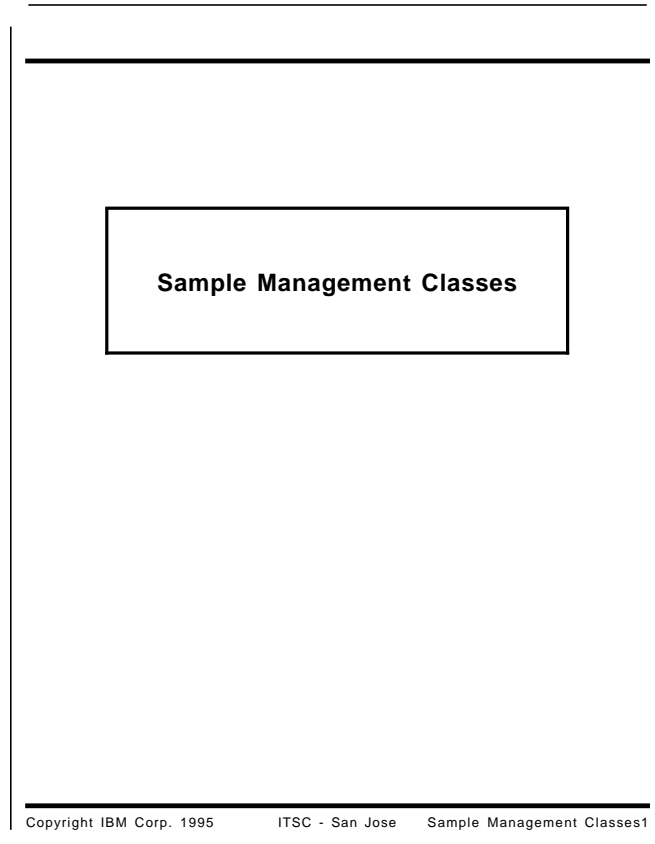 Sample Management Classes
Copyright IBM Corp. 1995 ITSC - San Jose Sample Management Classes1